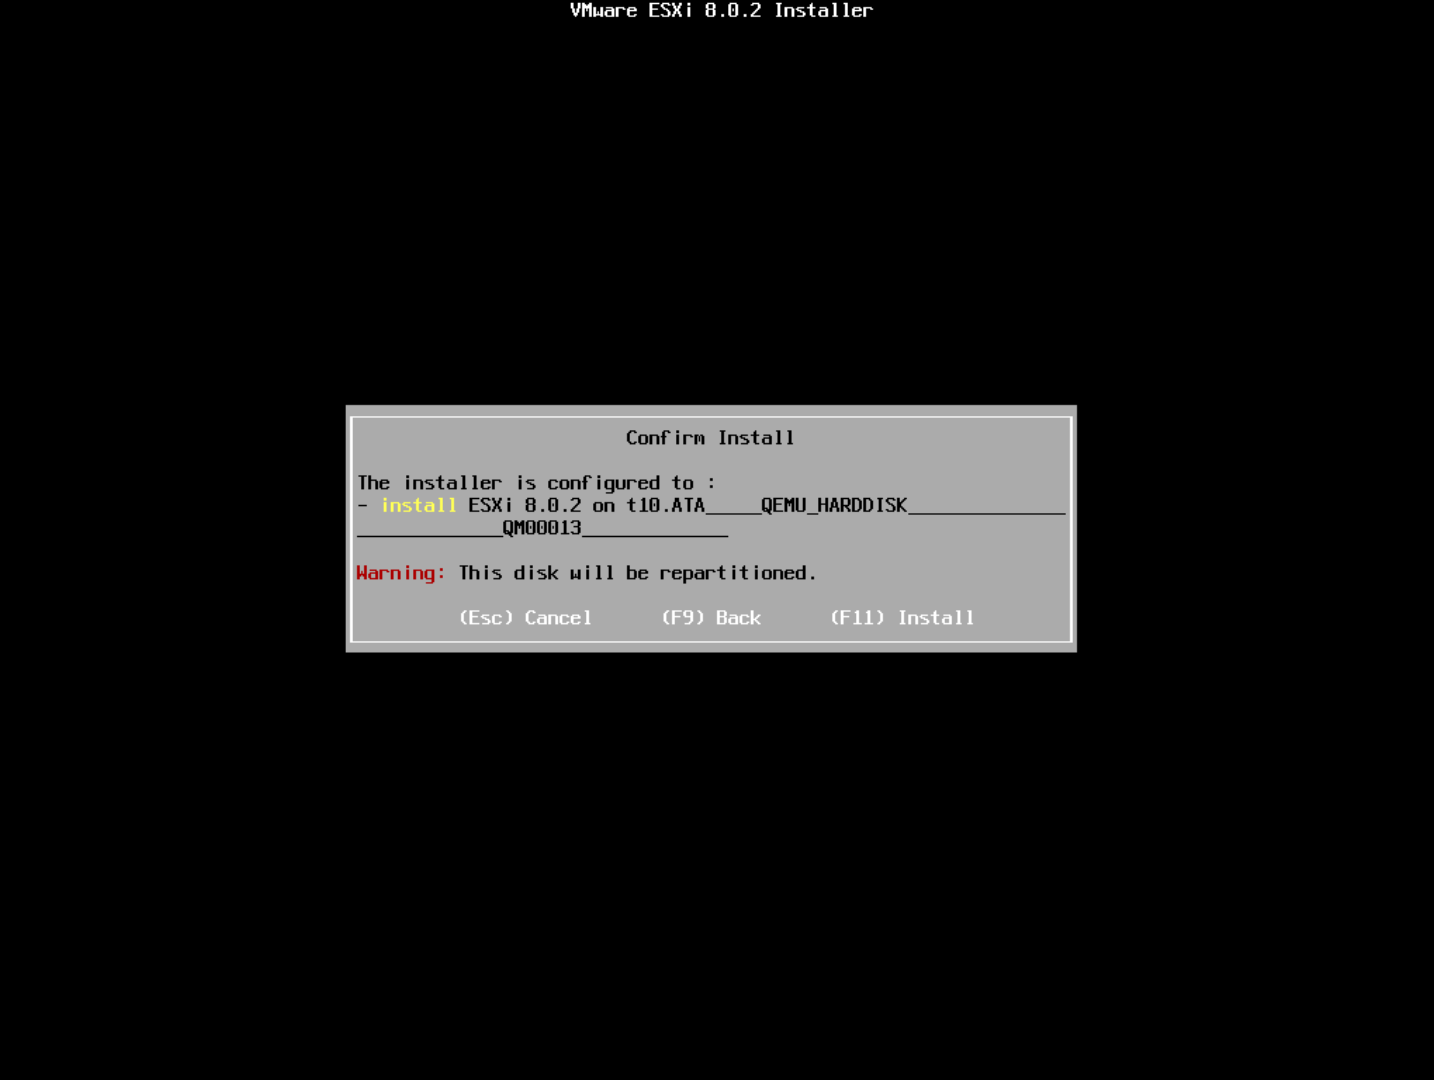 VMware ESXi 8.0.2 Installer
Confirm Install
The installer is configured to :
- install ESXi 8.0.2 on t10.ATA_____QEMU_HARDDISK______________
_____________QM00013_____________
Warning: This disk will be repartitioned.
(Esc) Cancel      (F9) Back      (F11) Install